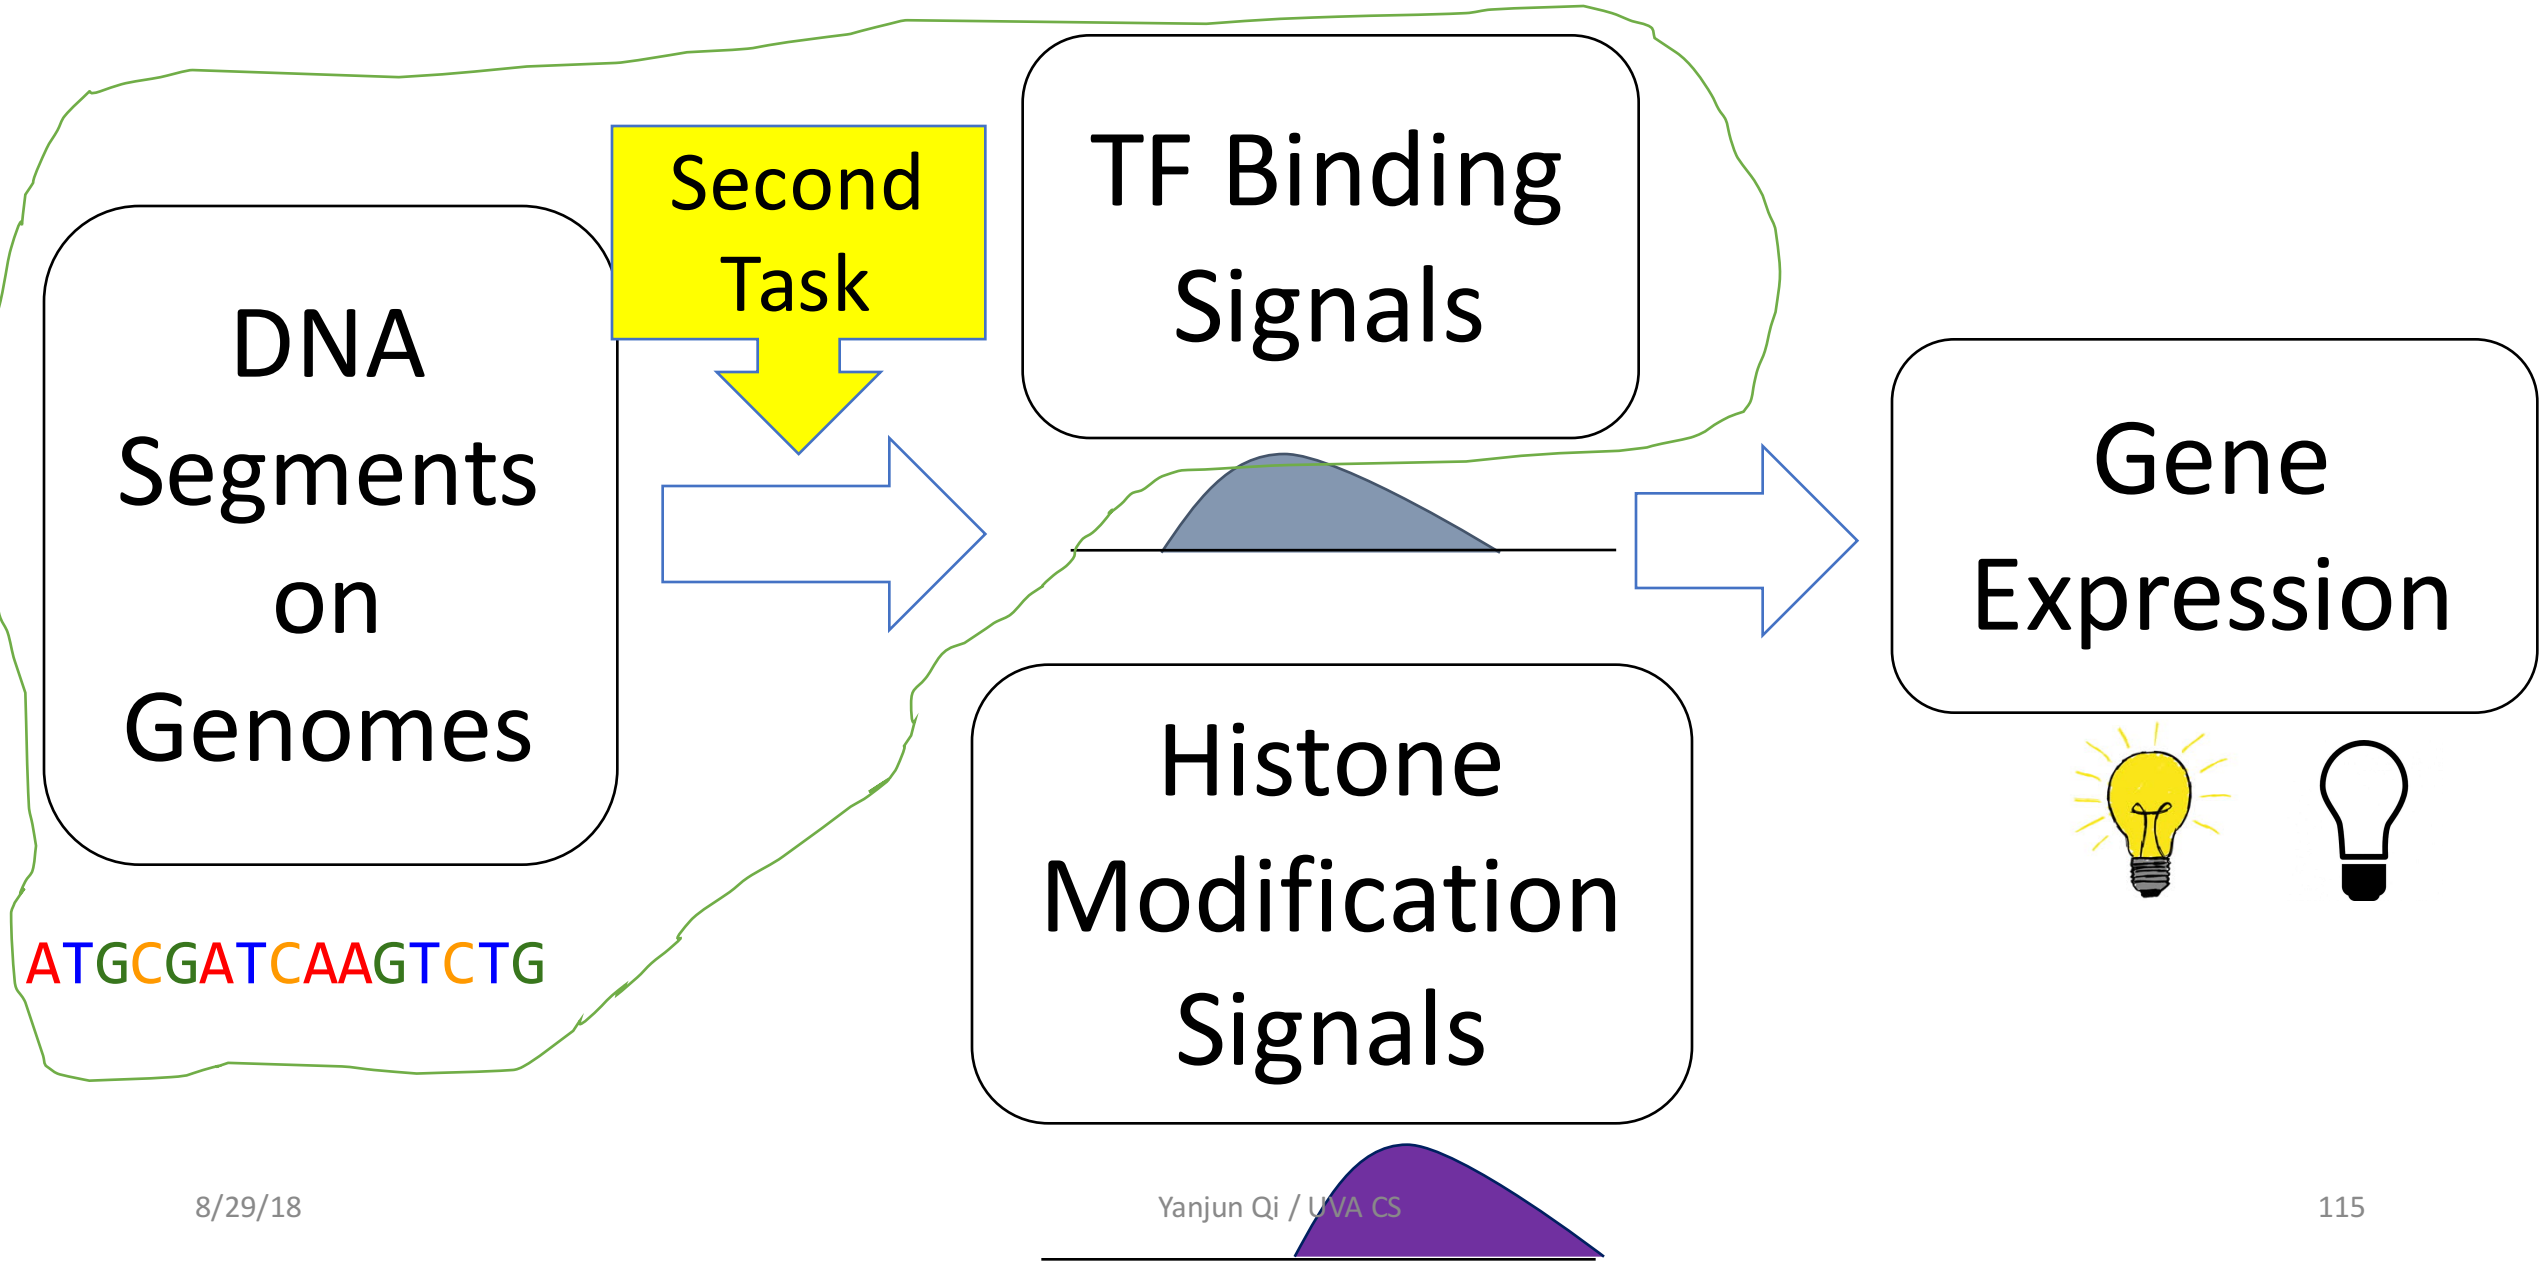 DNA
Segments
on
Genomes
ATGCGATCAAGTCTG
Second
Task
TF Binding
Signals
Histone
Modification
Signals
Gene
Expression
8/29/18
Yanjun Qi / UVA CS
115